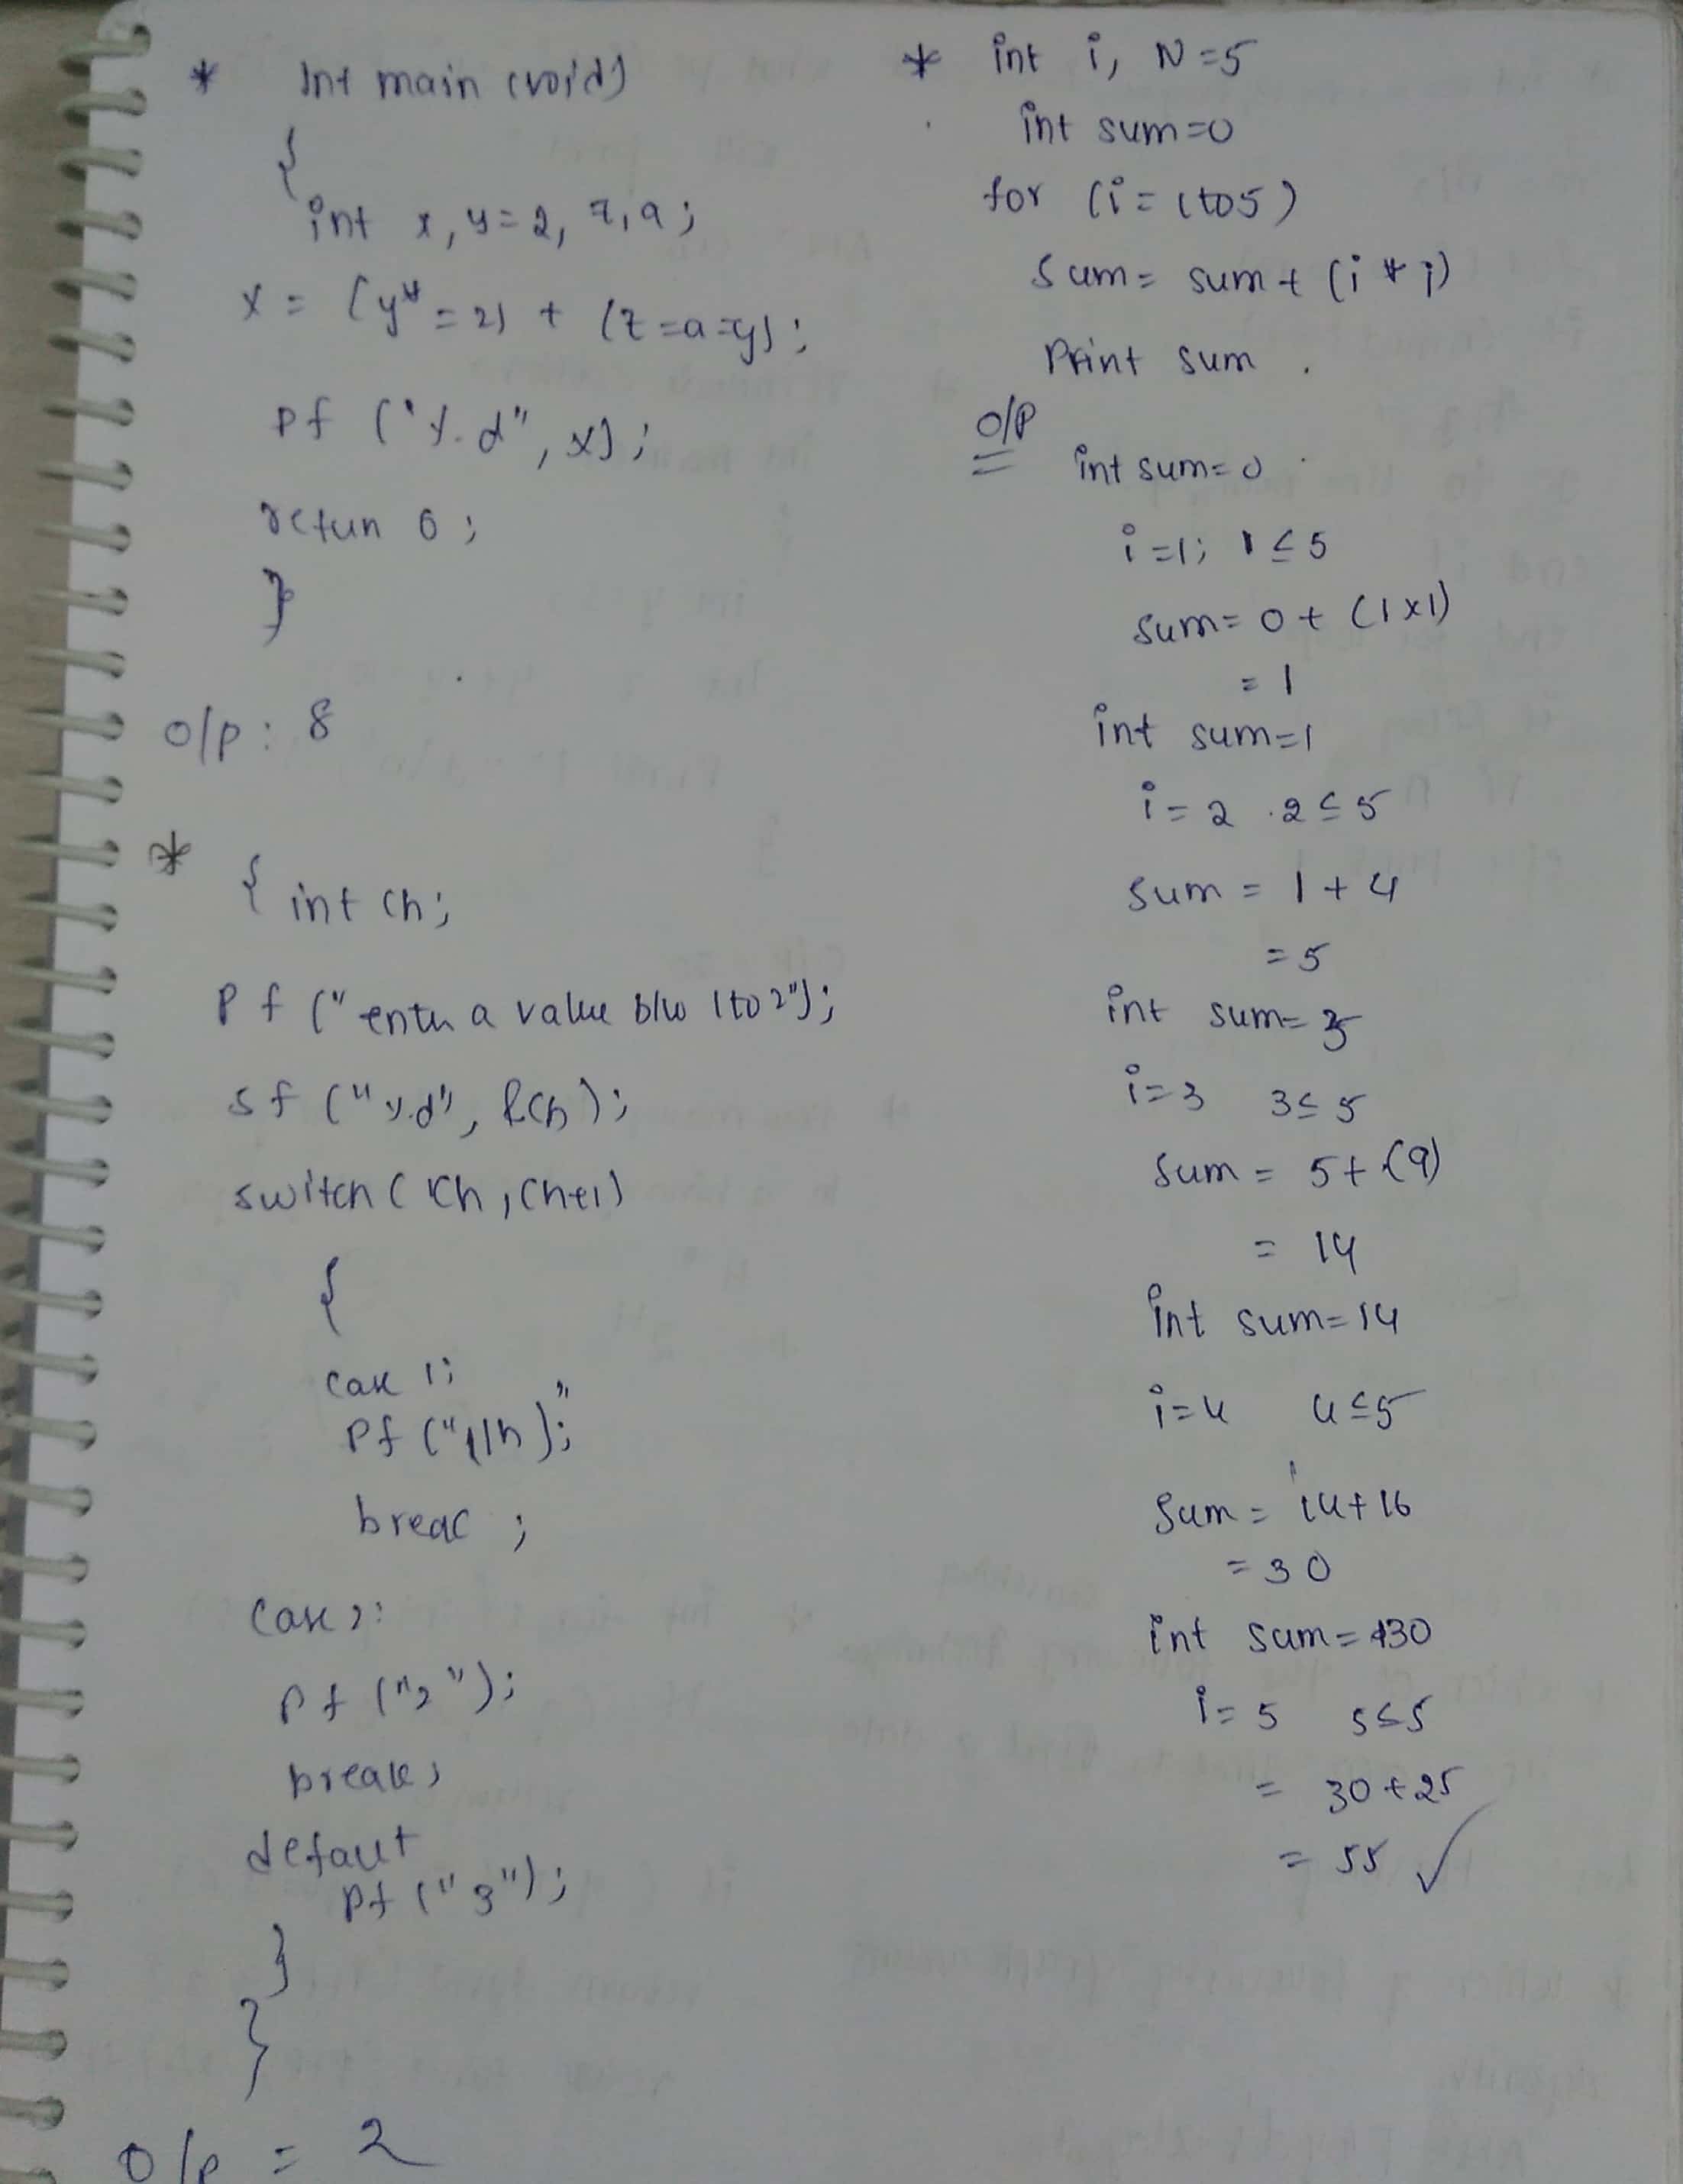 * Int main (void)
{
int x, y=2, z, a;
x = (y* = 2) + (z=a=y);
pf ("%d", x);
retun 0;
}
o/p: 8
* { int ch;
Pf ("enter a value b/w 1 to 2");
sf ("%d", &ch);
switch ( ch, ch+1)
{
case 1;
Pf ("1\n");
breac ;
Case 2:
pf ("2");
break;
defaut
pf ("3");
}
}
o/p = 2
* int i, N=5
int sum=0
for (i= 1 to 5)
sum= sum+ (i * i)
Print sum .
o/p
int sum=0
i=1; 1≤5
sum= 0+ (1x1)
= 1
int sum=1
i=2 2≤5
sum = 1+4
=5
int sum=5
i=3 3≤5
Sum= 5+(9)
= 14
int sum=14
i=4 4≤5
Sum= 14+16
=30
int sum=30
i=5 5≤5
= 30+25
= 55 ✓